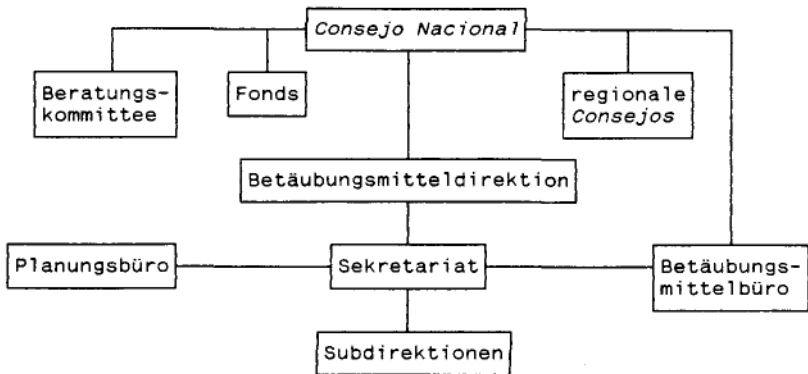 Consejo Nacional
Beratungs-
kommittee
Fonds
regionale
Consejos
Betäubungsmitteldirektion
Planungsbüro
Sekretariat
Betäubungs-
mittelbüro
Subdirektionen